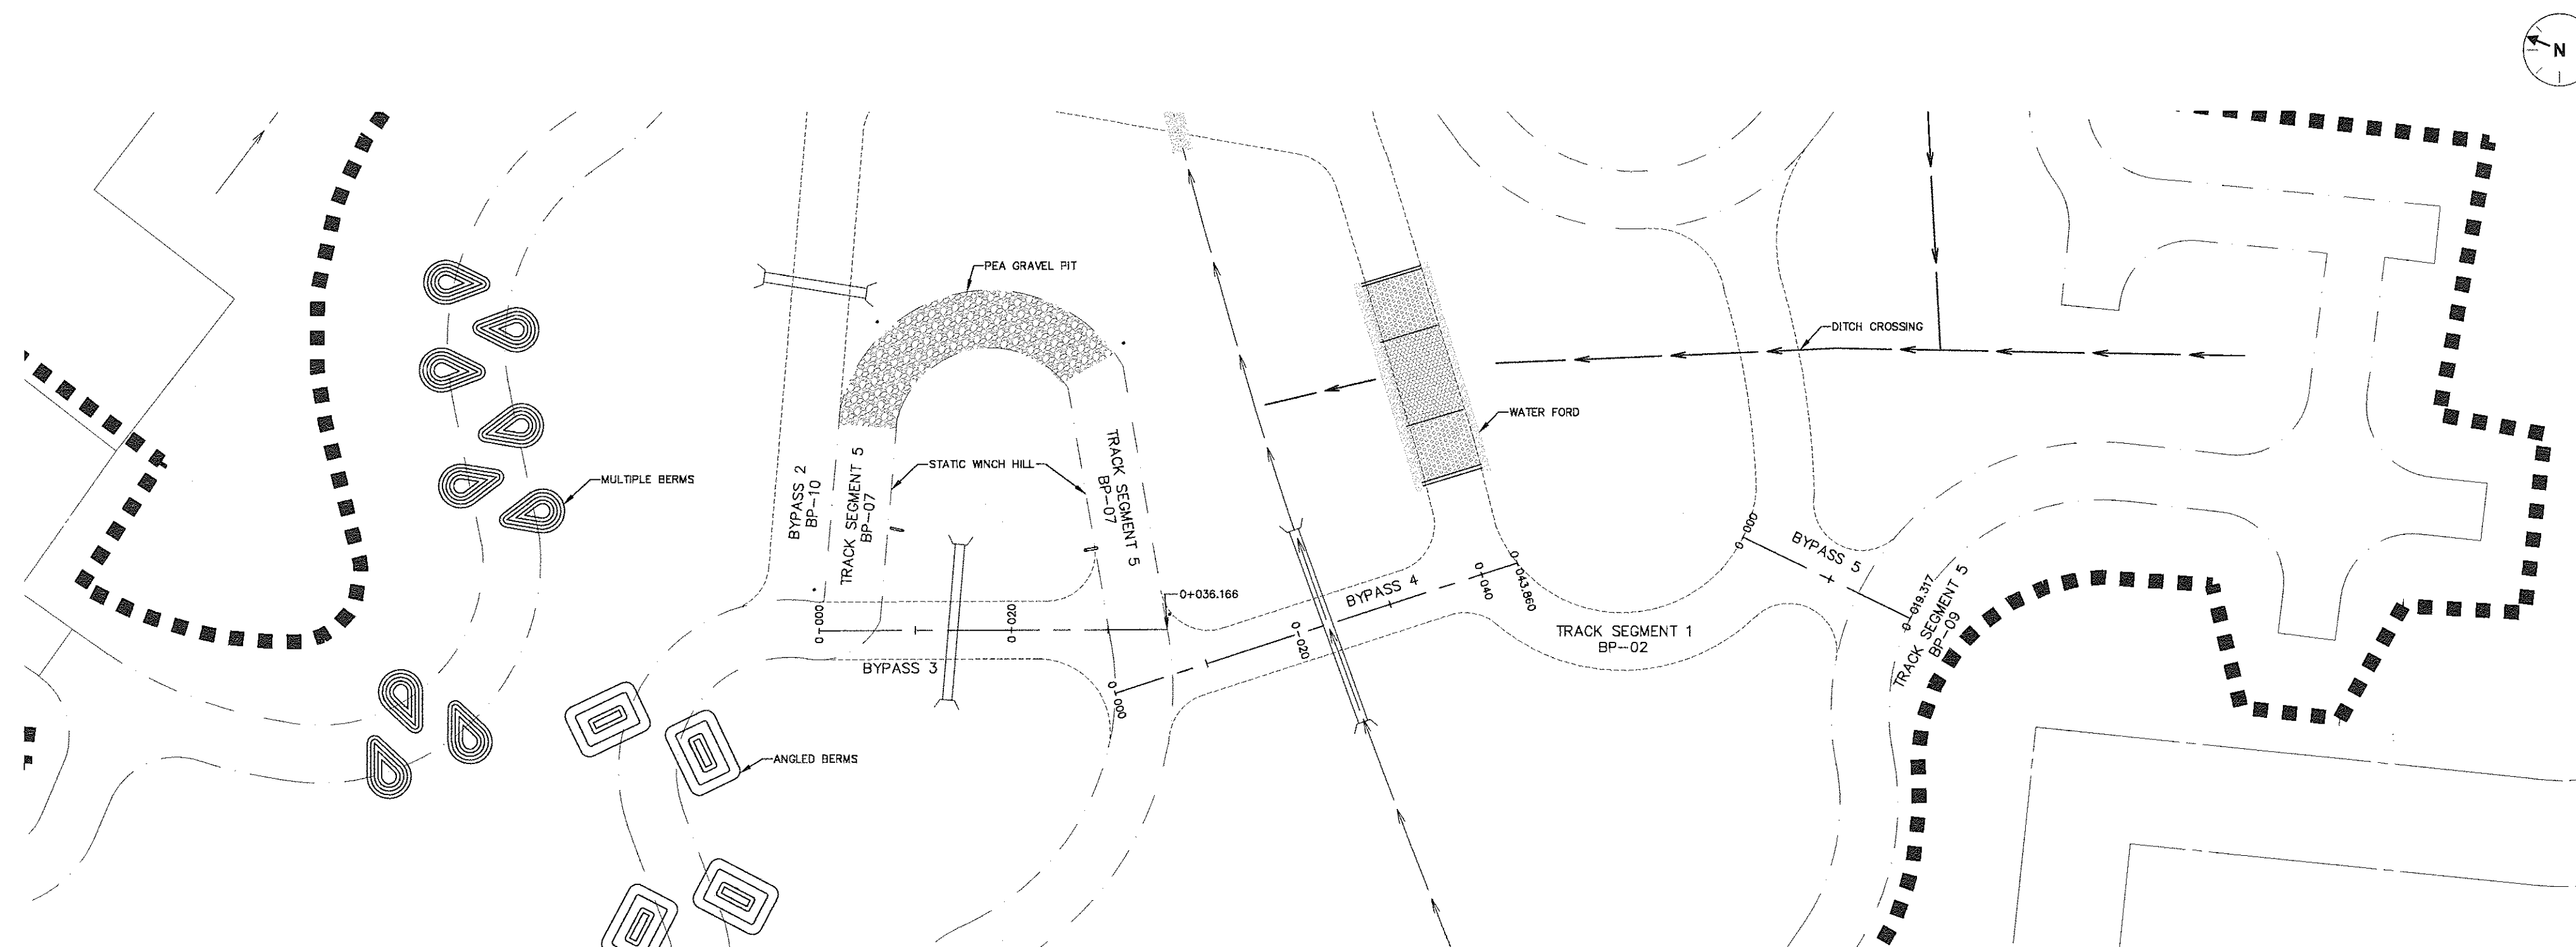 N
PEA GRAVEL PIT
DITCH CROSSING
WATER FORD
STATIC WINCH HILL
MULTIPLE BERMS
BYPASS 2
BP-10
TRACK SEGMENT 5
BP-07
TRACK SEGMENT 5
BP-07
0+000
0+020
0+036.166
BYPASS 3
0+000
0+020
BYPASS 4
0+040
0+043.860
TRACK SEGMENT 1
BP-02
0+000
BYPASS 5
0+019.317
TRACK SEGMENT 5
BP-09
ANGLED BERMS